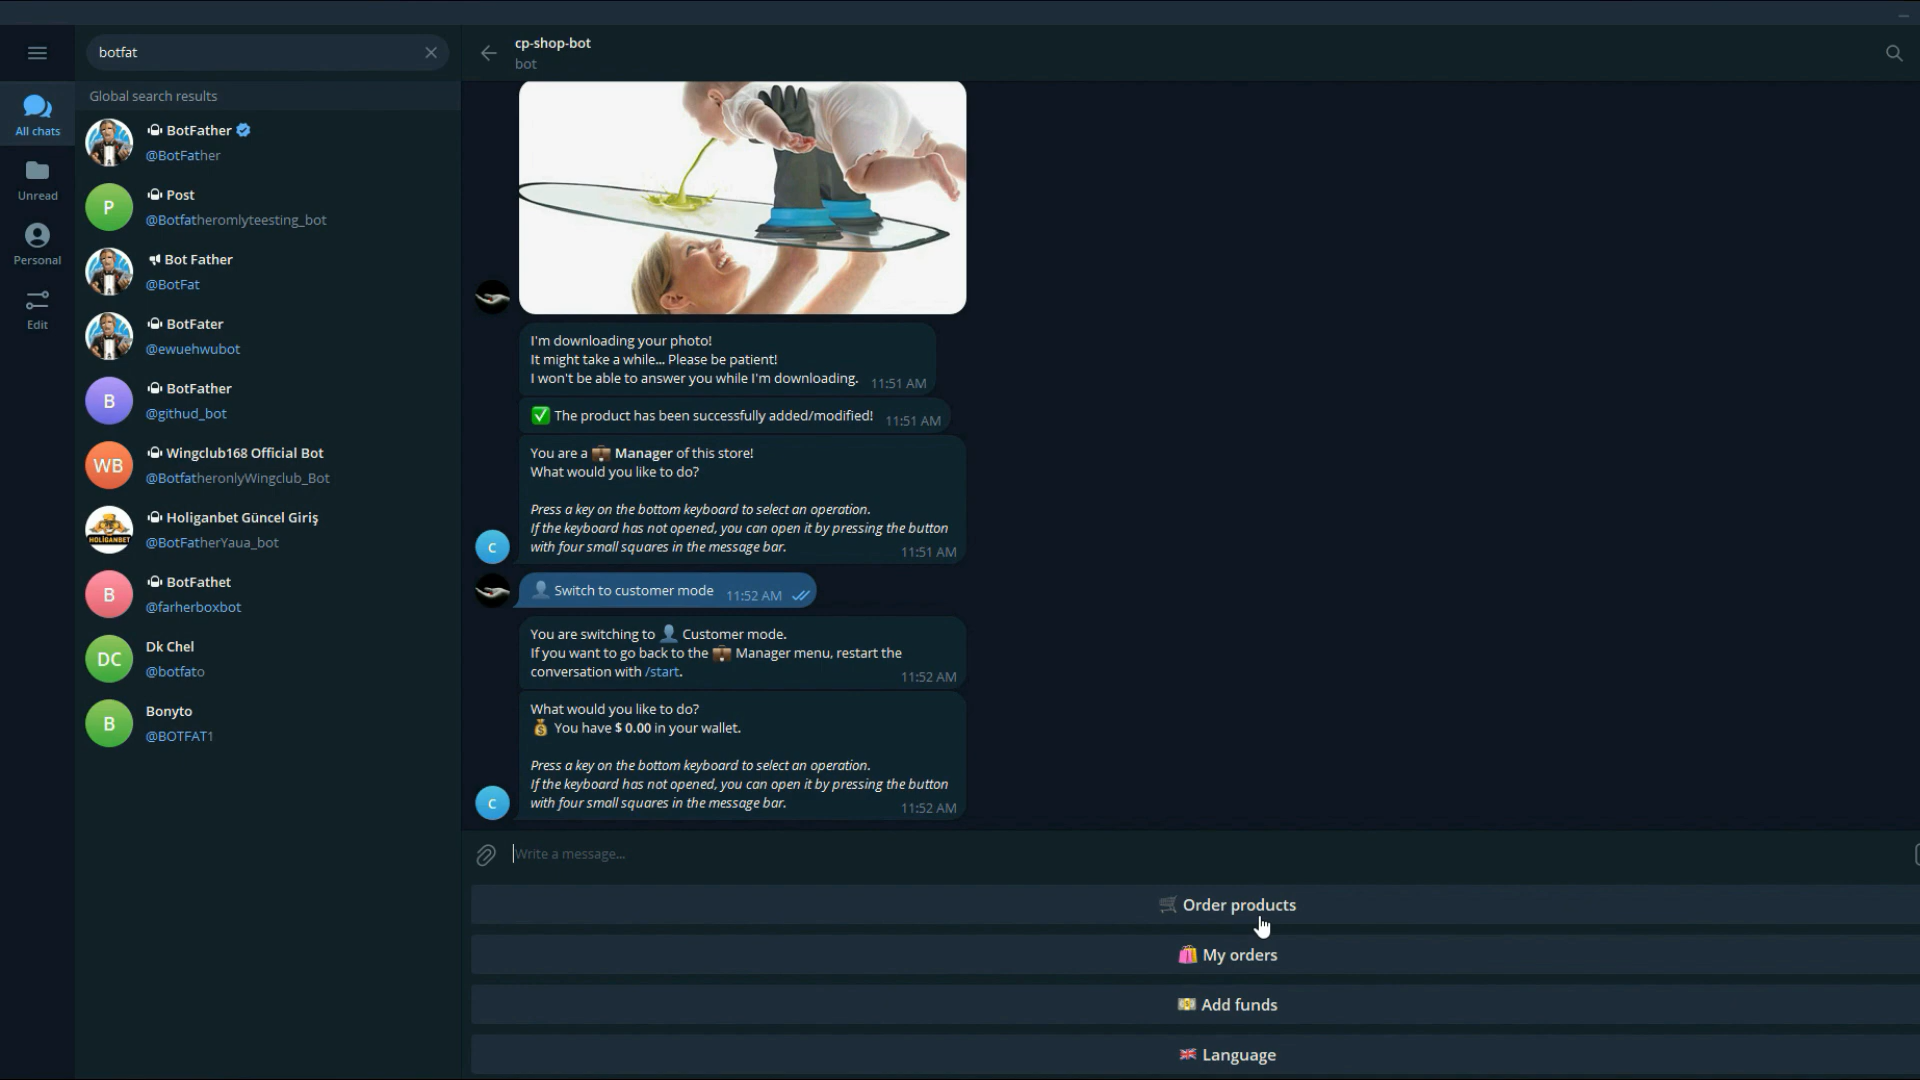 botfat
Global search results
All chats
Unread
Personal
Edit
BotFather
@BotFather
P
Post
@Botfatheromlyteesting_bot
Bot Father
@BotFat
BotFater
@ewuehwubot
B
BotFather
@githud_bot
WB
Wingclub168 Official Bot
@BotfatheronlyWingclub_Bot
HOLİGANBET
Holiganbet Güncel Giriş
@BotFatherYaua_bot
B
BotFathet
@farherboxbot
DC
Dk Chel
@botfato
B
Bonyto
@BOTFAT1
cp-shop-bot
bot
I'm downloading your photo!
It might take a while... Please be patient!
I won't be able to answer you while I'm downloading. 11:51 AM
✅ The product has been successfully added/modified! 11:51 AM
You are a 💼 Manager of this store!
What would you like to do?
Press a key on the bottom keyboard to select an operation.
If the keyboard has not opened, you can open it by pressing the button
with four small squares in the message bar. 11:51 AM
C
👤 Switch to customer mode 11:52 AM
You are switching to 👤 Customer mode.
If you want to go back to the 💼 Manager menu, restart the
conversation with /start. 11:52 AM
What would you like to do?
💰 You have $ 0.00 in your wallet.
Press a key on the bottom keyboard to select an operation.
If the keyboard has not opened, you can open it by pressing the button
with four small squares in the message bar. 11:52 AM
C
Write a message...
🛒 Order products
🛍 My orders
💵 Add funds
🇬🇧 Language